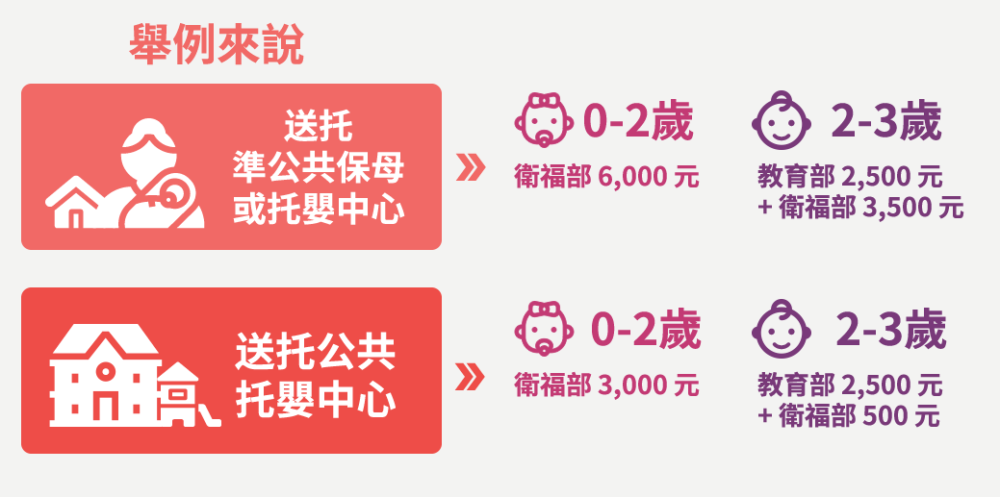 舉例來說
送托
準公共保母
或托嬰中心
0-2歲
衛福部 6,000 元
2-3歲
教育部 2,500 元
+ 衛福部 3,500 元
送托公共
托嬰中心
0-2歲
衛福部 3,000 元
2-3歲
教育部 2,500 元
+ 衛福部 500 元